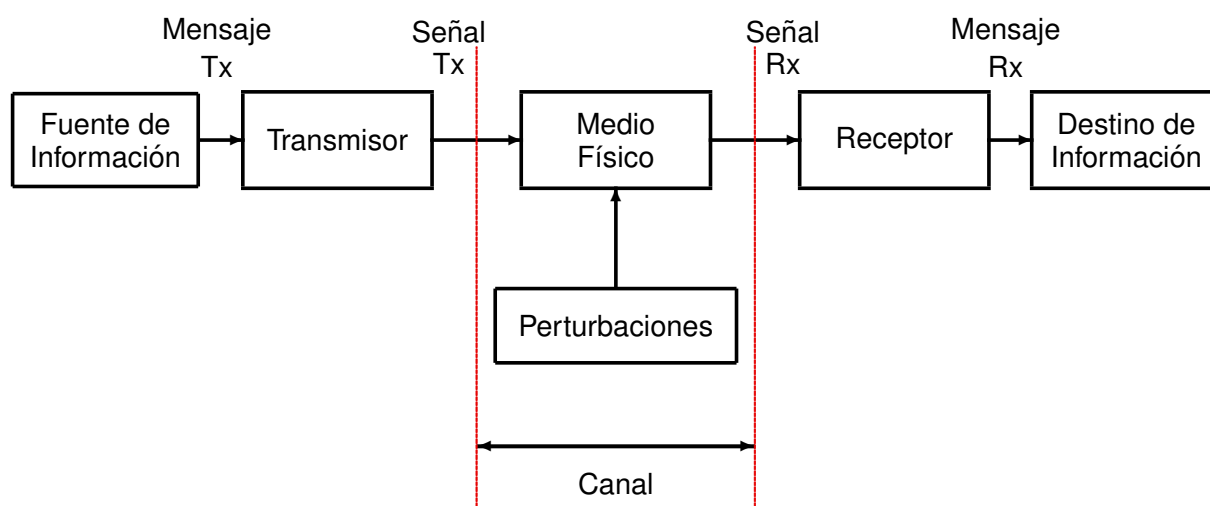 Mensaje
Tx
Señal
Tx
Señal
Rx
Mensaje
Rx
Fuente de
Información
Transmisor
Medio
Físico
Receptor
Destino de
Información
Perturbaciones
Canal